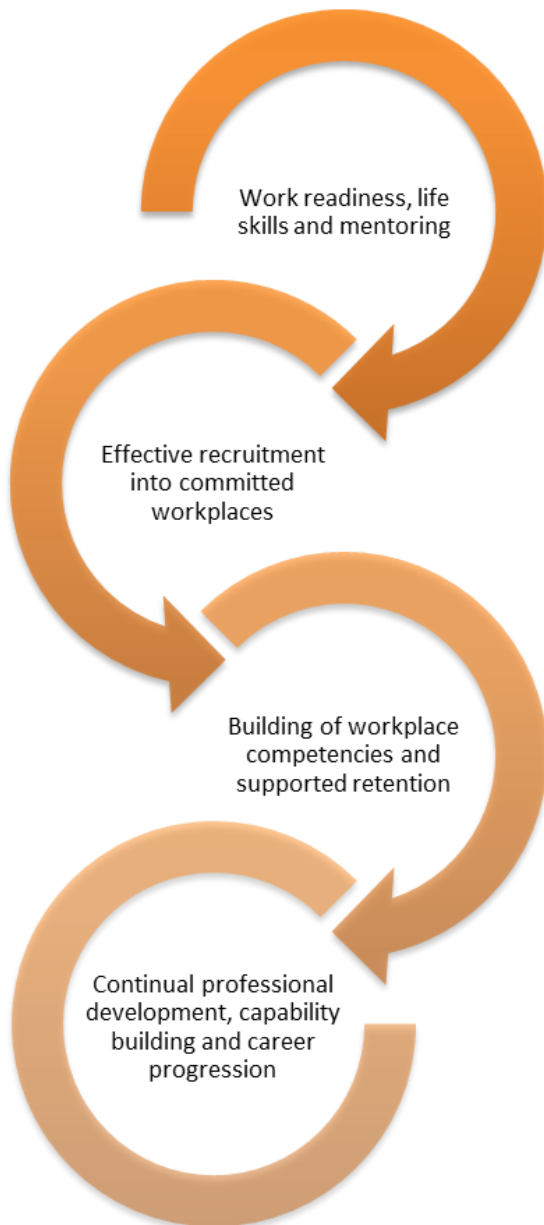 Work readiness, life
skills and mentoring
Effective recruitment
into committed
workplaces
Building of workplace
competencies and
supported retention
Continual professional
development, capability
building and career
progression